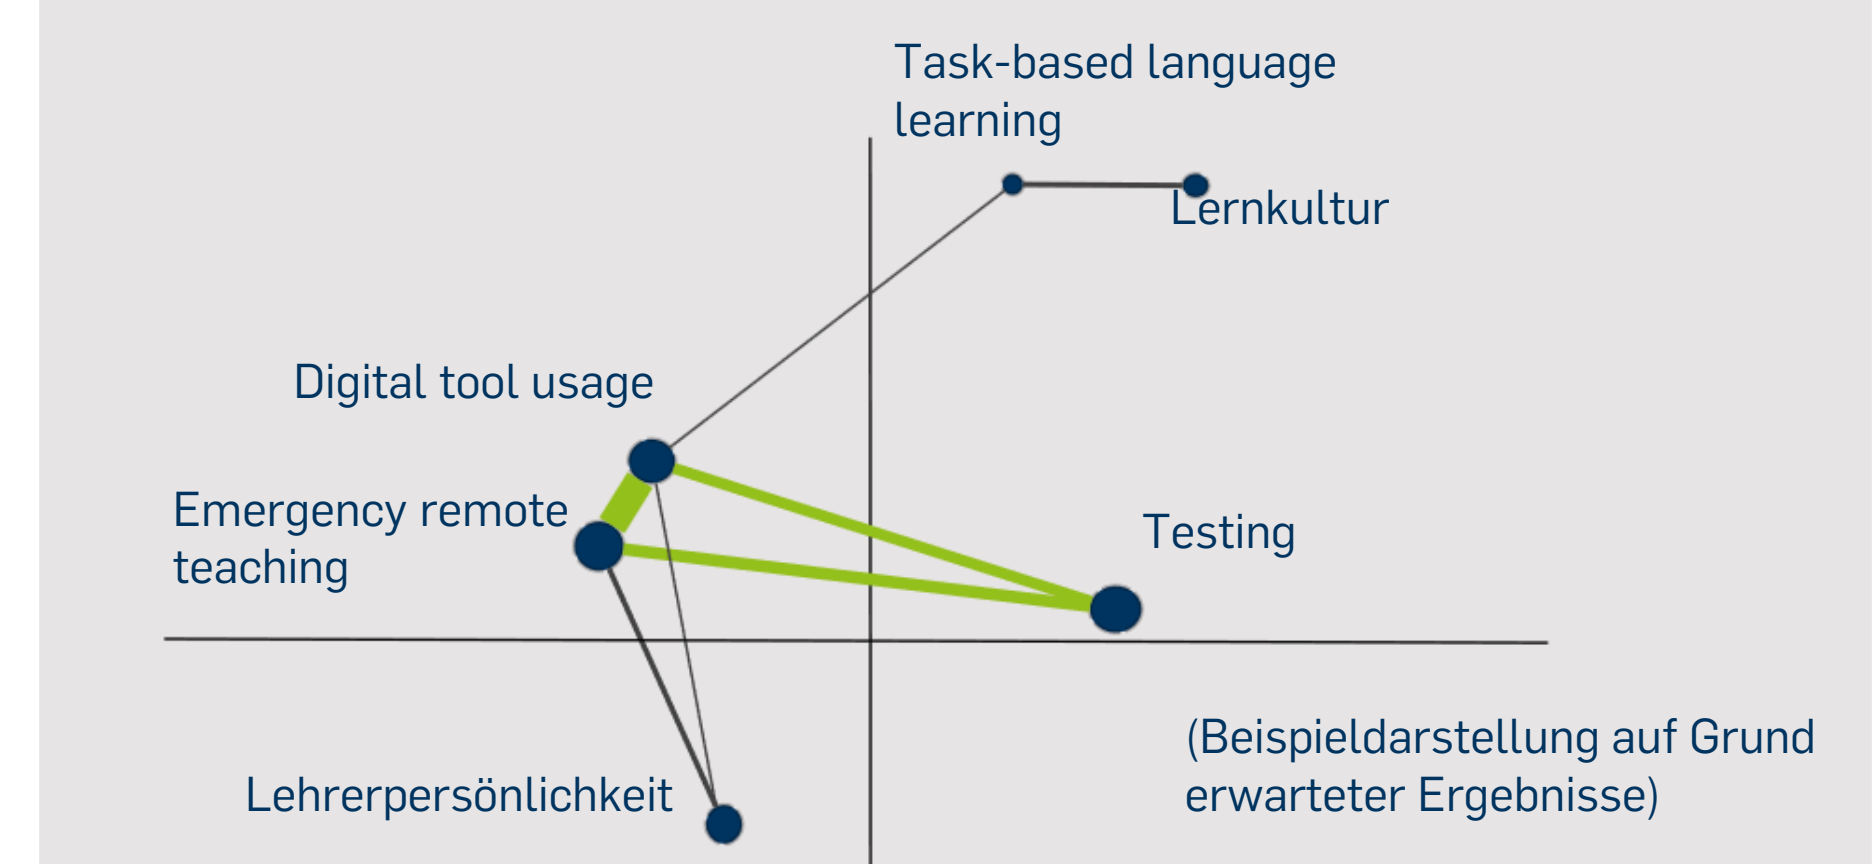 Task-based language
learning
Lernkultur
Digital tool usage
Emergency remote
teaching
Testing
(Beispieldarstellung auf Grund
erwarteter Ergebnisse)
Lehrerpersönlichkeit